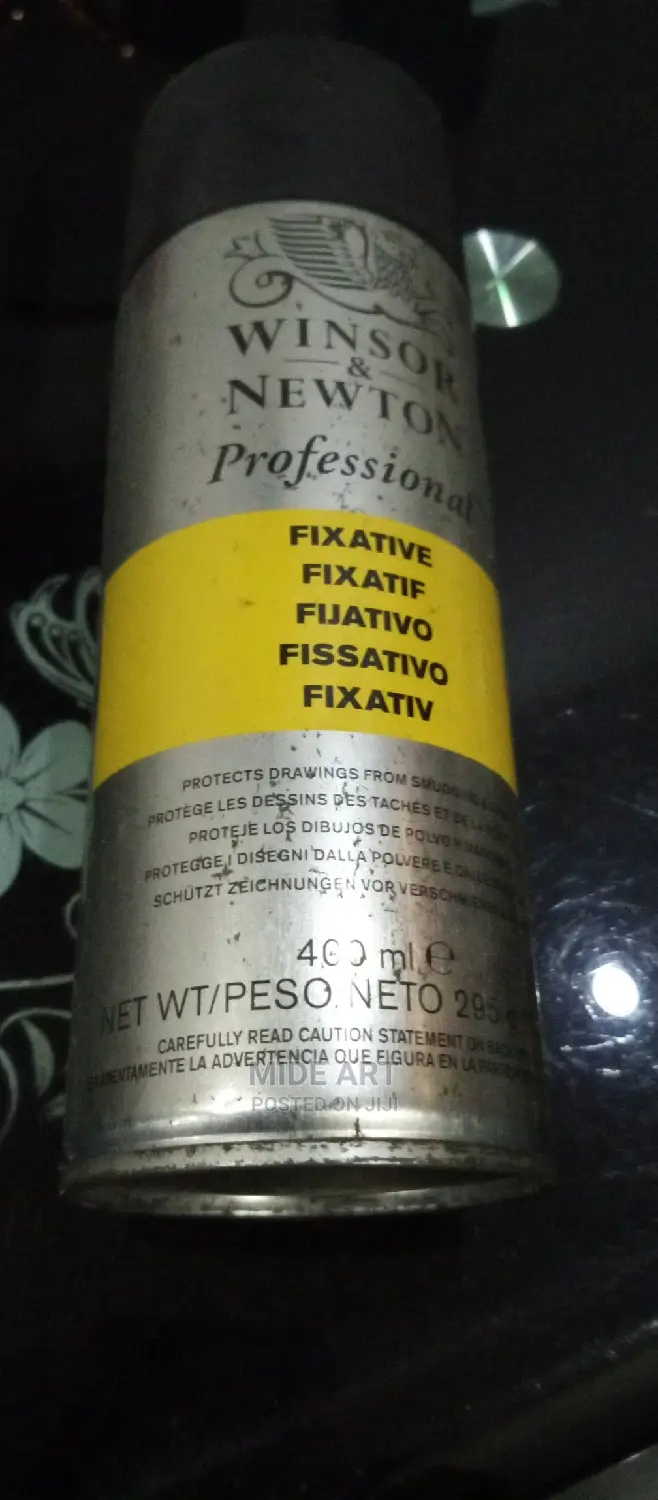 WINSOR
&
NEWTON
Professional
FIXATIVE
FIXATIF
FIJATIVO
FISSATIVO
FIXATIV
PROTECTS DRAWINGS FROM
PROTÈGE LES DESSINS DES TACHES ET DE LA
PROTEJE LOS DIBUJOS DE POLVO Y
PROTEGGE I DISEGNI DALLA POLVERE E
SCHÜTZT ZEICHNUNGEN VOR
400 ml e
NET WT/PESO NETO 295 g
CAREFULLY READ CAUTION STATEMENT ON
LA ADVERTENCIA QUE FIGURA EN LA
MIDE ART
POSTED ON JIJI